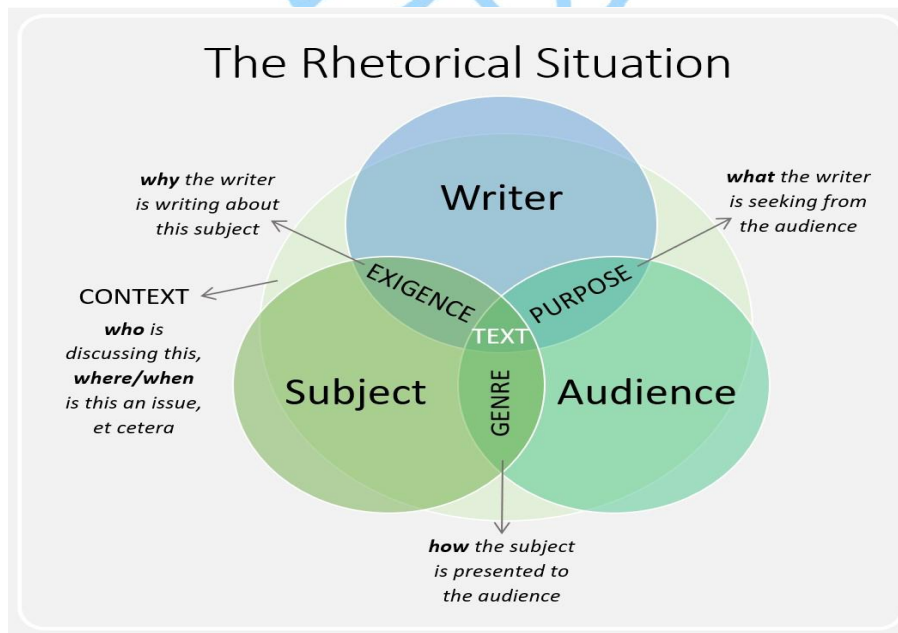 The Rhetorical Situation
why the writer
is writing about
this subject
what the writer
is seeking from
the audience
Writer
EXIGENCE
PURPOSE
CONTEXT
who is
discussing this,
where/when
is this an issue,
et cetera
TEXT
Subject
GENRE
Audience
how the subject
is presented to
the audience